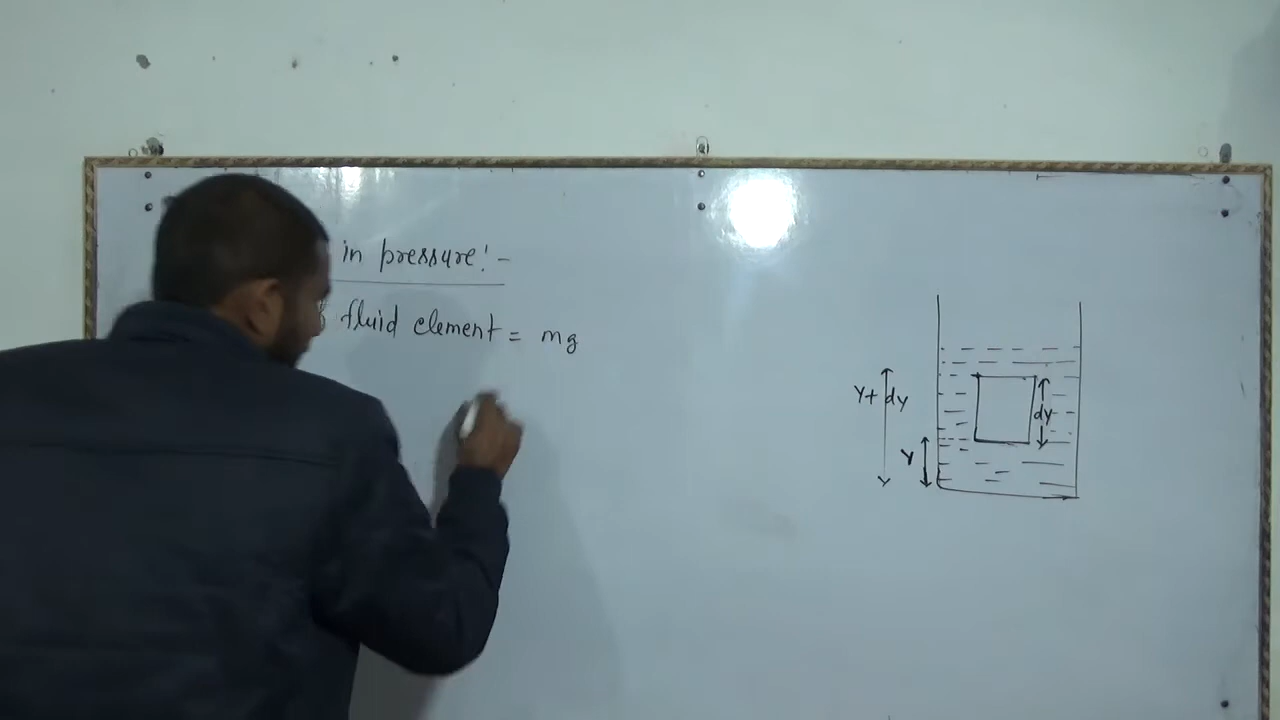 in pressure:-
fluid element = mg
y+dy
dy
y